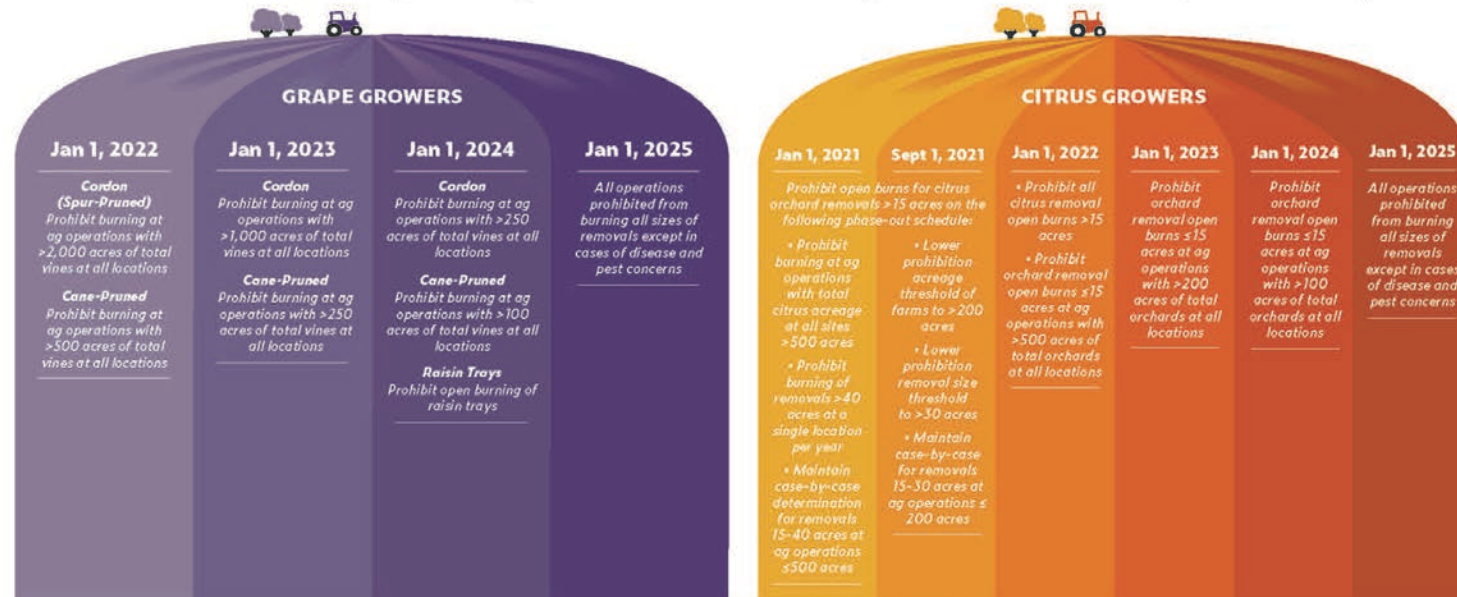 GRAPE GROWERS
Jan 1, 2022
Cordon
(Spur-Pruned)
Prohibit burning at
ag operations with
>2,000 acres of total
vines at all locations
Cane-Pruned
Prohibit burning at
ag operations with
>500 acres of total
vines at all locations
Jan 1, 2023
Cordon
Prohibit burning at ag
operations with
>1,000 acres of total
vines at all locations
Cane-Pruned
Prohibit burning at ag
operations with >250
acres of total vines at
all locations
Jan 1, 2024
Cordon
Prohibit burning at ag
operations with >250
acres of total vines at all
locations
Cane-Pruned
Prohibit burning at ag
operations with >100
acres of total vines at all
locations
Raisin Trays
Prohibit open burning of
raisin trays
Jan 1, 2025
All operations
prohibited from
burning all sizes of
removals except in
cases of disease and
pest concerns
CITRUS GROWERS
Jan 1, 2021
Sept 1, 2021
Prohibit open burns for citrus
orchard removals >15 acres on the
following phase-out schedule:
• Prohibit
burning at ag
operations
with total
citrus acreage
at all sites
>500 acres
• Prohibit
burning of
removals >40
acres at a
single location
per year
• Maintain
case-by-case
determination
for removals
15-40 acres at
ag operations
≤500 acres
• Lower
prohibition
acreage
threshold of
farms to >200
acres
• Lower
prohibition
removal size
threshold
to >30 acres
• Maintain
case-by-case
for removals
15-30 acres at
ag operations ≤
200 acres
Jan 1, 2022
• Prohibit all
citrus removal
open burns >15
acres
• Prohibit
orchard removal
open burns ≤15
acres at ag
operations with
>500 acres of
total orchards
at all locations
Jan 1, 2023
Prohibit
orchard
removal open
burns ≤15
acres at ag
operations
with >200
acres of total
orchards at all
locations
Jan 1, 2024
Prohibit
orchard
removal open
burns ≤15
acres at ag
operations
with >100
acres of total
orchards at all
locations
Jan 1, 2025
All operations
prohibited
from burning
all sizes of
removals
except in cases
of disease and
pest concerns